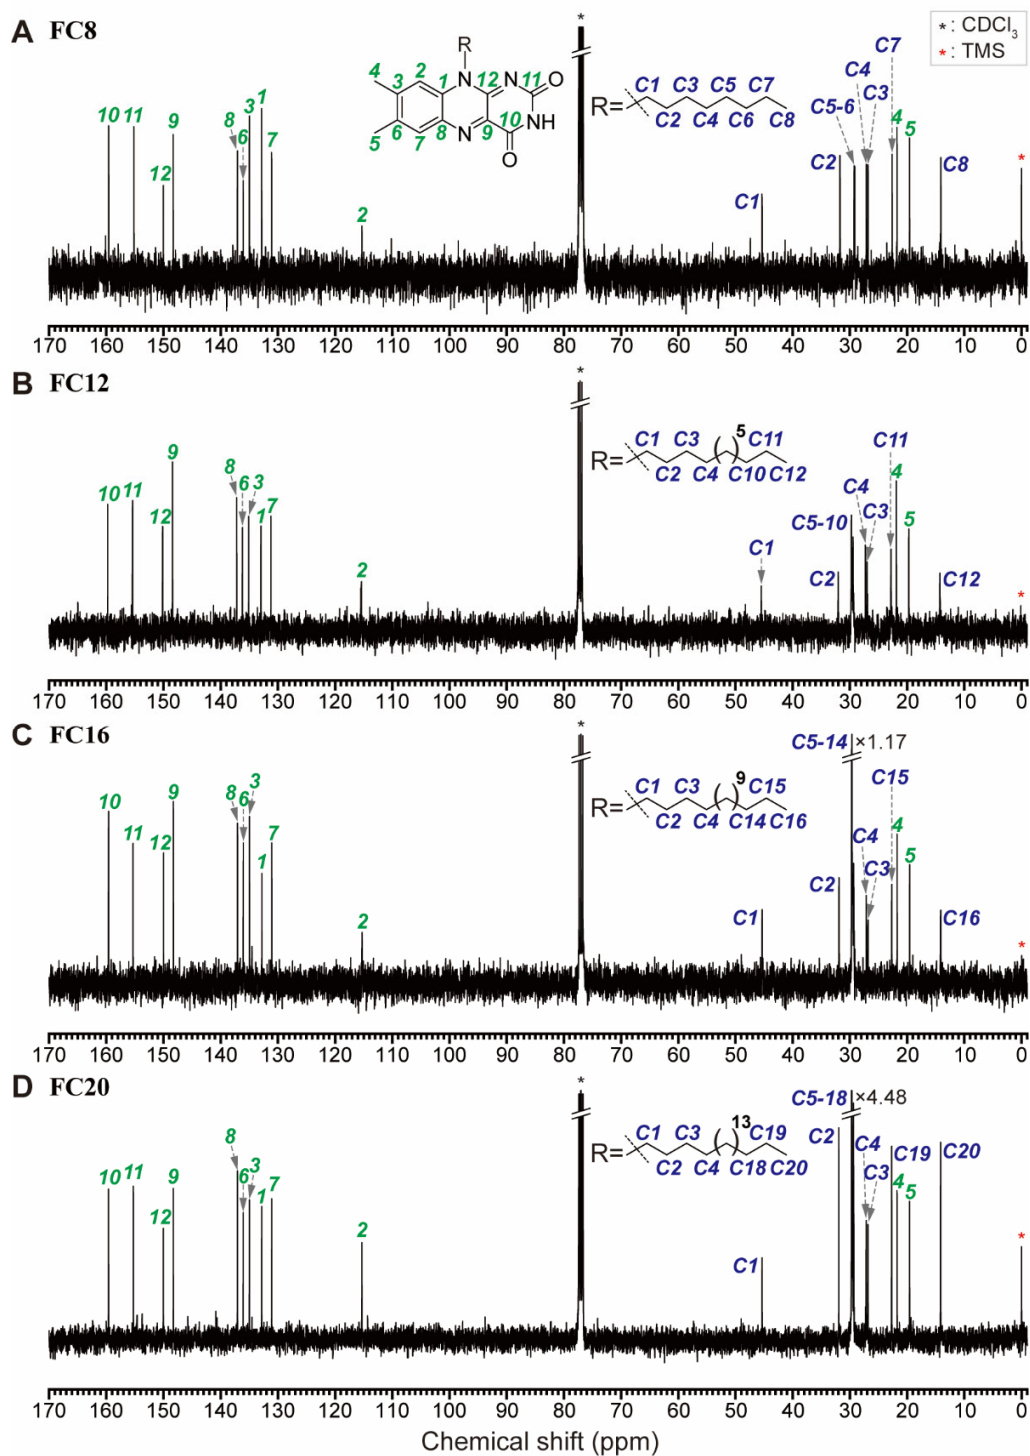 A FC8
*: CDCl3
*: TMS
R
4 3 2 1 N 12 N 11 O
5 6 7 8 N 9 10 NH
O
R= C1 C3 C5 C7
C2 C4 C6 C8
10 11 12 9 8 6 3 1 7 2
*
C1 C2 C5-6 C4 C3 C7 4 5 C8 *
170 160 150 140 130 120 110 100 90 80 70 60 50 40 30 20 10 0
B FC12
*
R= C1 C3 ( )5 C11
C2 C4 C10 C12
10 11 12 9 8 6 3 1 7 2
C1 C2 C5-10 C4 C3 C11 4 5 C12 *
170 160 150 140 130 120 110 100 90 80 70 60 50 40 30 20 10 0
C FC16
*
C5-14 ×1.17
R= C1 C3 ( )9 C15
C2 C4 C14 C16
10 11 12 9 8 6 3 1 7 2
C1 C2 C4 C3 C15 4 5 C16 *
170 160 150 140 130 120 110 100 90 80 70 60 50 40 30 20 10 0
D FC20
*
C5-18 ×4.48
R= C1 C3 ( )13 C19
C2 C4 C18 C20
10 11 12 9 8 6 3 1 7 2
C1 C2 C4 C3 C19 4 5 C20 *
170 160 150 140 130 120 110 100 90 80 70 60 50 40 30 20 10 0
Chemical shift (ppm)